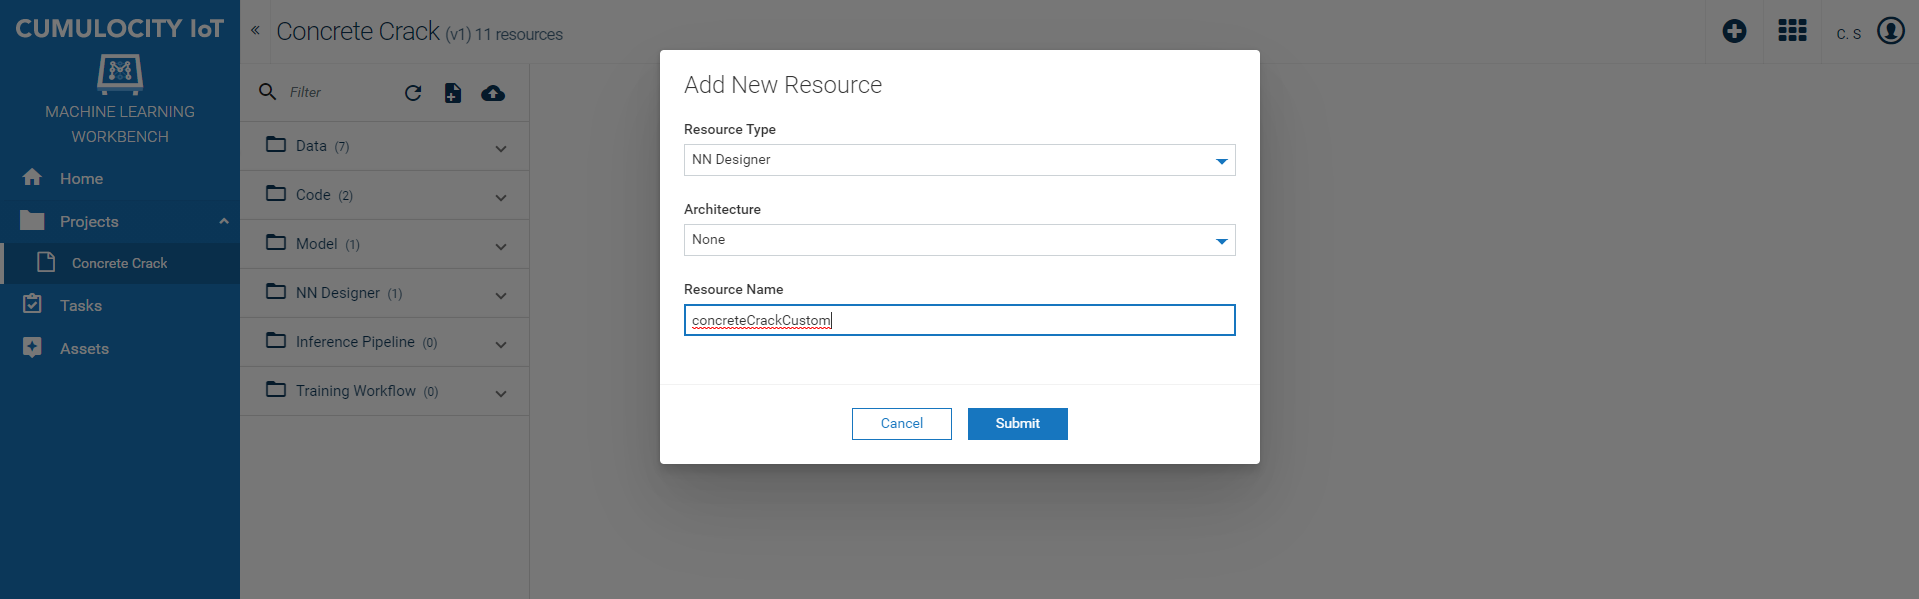 CUMULOCITY IoT
MACHINE LEARNING
WORKBENCH
Home
Projects
Concrete Crack
Tasks
Assets
« Concrete Crack (v1) 11 resources
C. S
Filter
Data (7)
Code (2)
Model (1)
NN Designer (1)
Inference Pipeline (0)
Training Workflow (0)
Add New Resource
Resource Type
NN Designer
Architecture
None
Resource Name
concreteCrackCustom
Cancel
Submit